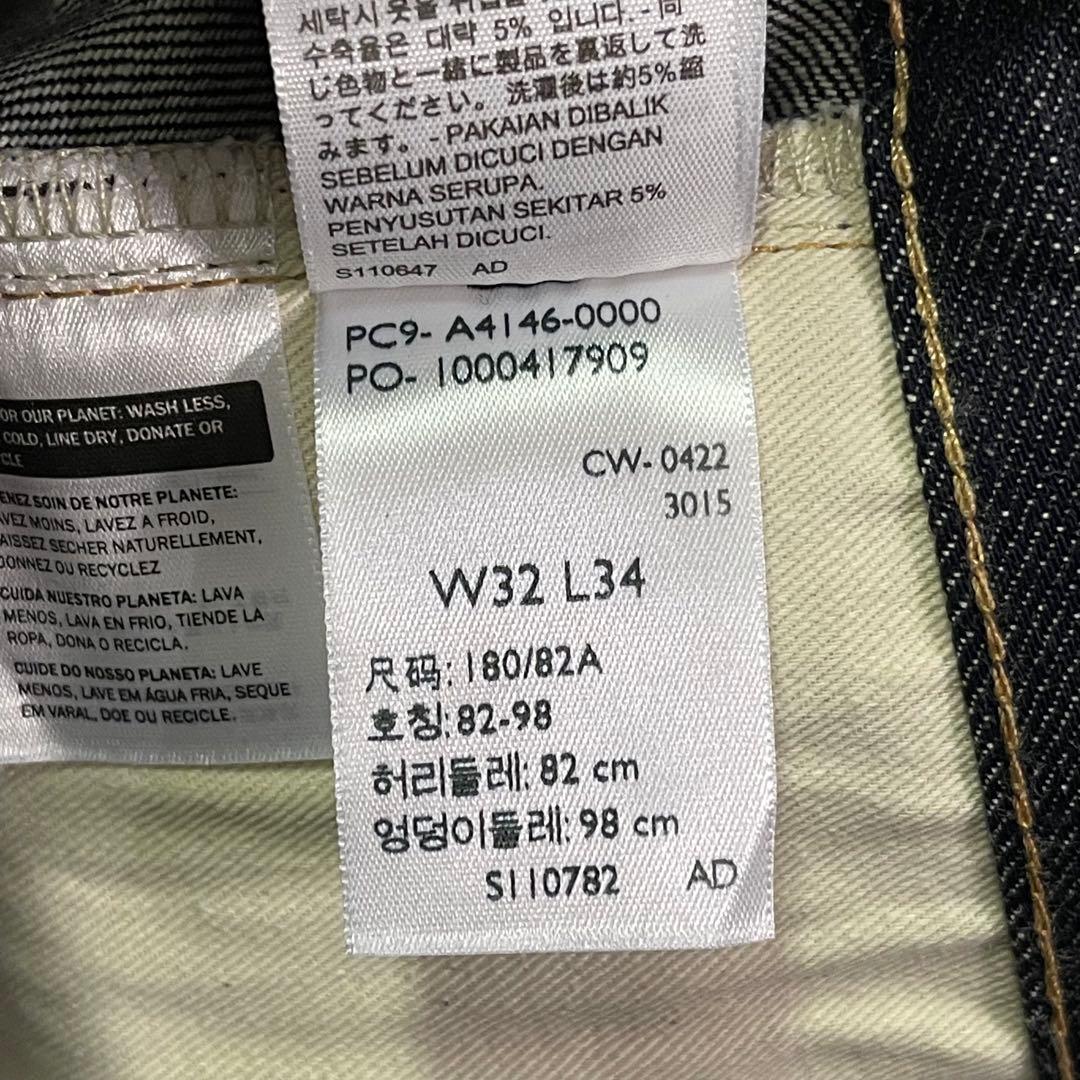 세탁시 옷을
수축율은 대략 5% 입니다. - 同
じ色物と一緒に製品を裏返して洗
ってください。 洗濯後は約5%縮
みます。 - PAKAIAN DIBALIK
SEBELUM DICUCI DENGAN
WARNA SERUPA.
PENYUSUTAN SEKITAR 5%
SETELAH DICUCI.
S110647 AD
PC9- A4146-0000
PO- 1000417909
CW- 0422
3015
W32 L34
尺码: 180/82A
호칭: 82-98
허리둘레: 82 cm
엉덩이둘레: 98 cm
S110782 AD
OR OUR PLANET: WASH LESS,
COLD, LINE DRY, DONATE OR
CLE
ENEZ SOIN DE NOTRE PLANETE:
AVEZ MOINS, LAVEZ A FROID,
AISSEZ SECHER NATURELLEMENT,
DONNEZ OU RECYCLEZ
CUIDA NUESTRO PLANETA: LAVA
MENOS, LAVA EN FRIO, TIENDE LA
ROPA, DONA O RECICLA.
CUIDE DO NOSSO PLANETA: LAVE
MENOS, LAVE EM ÁGUA FRIA, SEQUE
EM VARAL, DOE OU RECICLE.